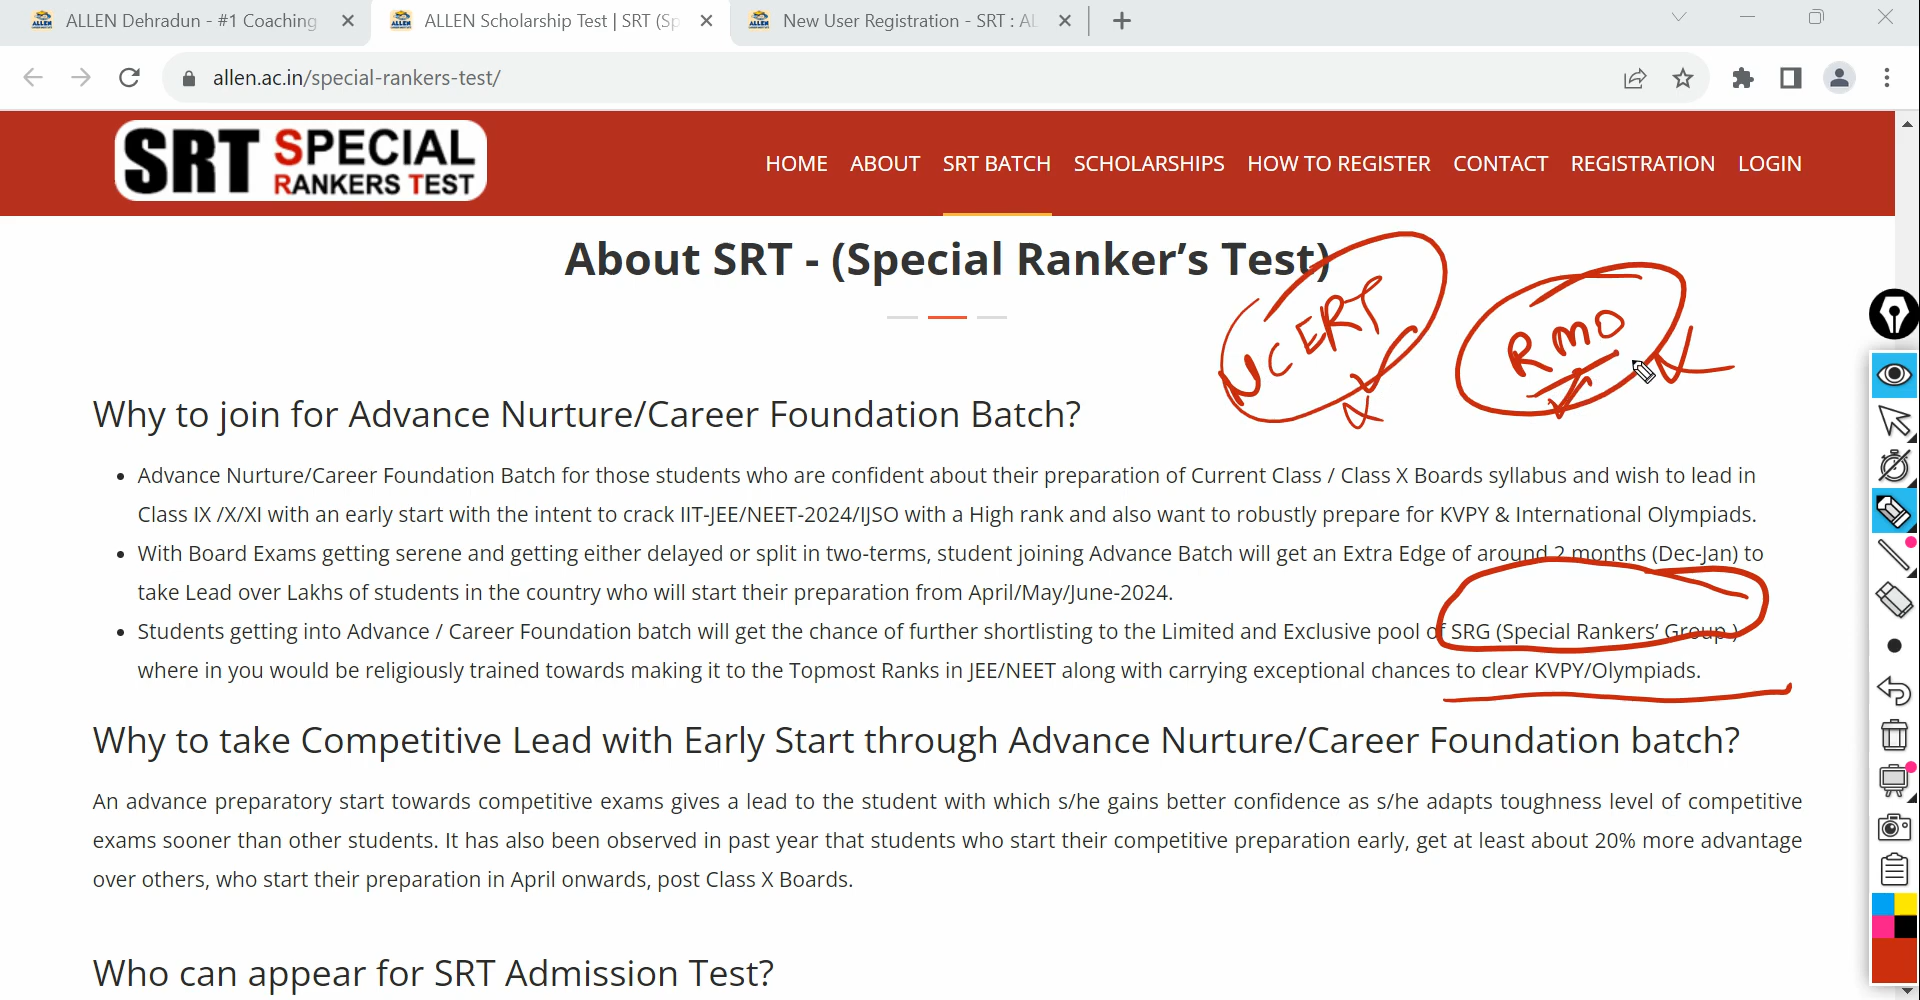 ALLEN Dehradun - #1 Coaching
ALLEN Scholarship Test | SRT (Sp
New User Registration - SRT : AL
allen.ac.in/special-rankers-test/
SRT SPECIAL RANKERS TEST
HOME ABOUT SRT BATCH SCHOLARSHIPS HOW TO REGISTER CONTACT REGISTRATION LOGIN
About SRT - (Special Ranker’s Test)
NCERT
RMO
Why to join for Advance Nurture/Career Foundation Batch?
• Advance Nurture/Career Foundation Batch for those students who are confident about their preparation of Current Class / Class X Boards syllabus and wish to lead in
Class IX /X/XI with an early start with the intent to crack IIT-JEE/NEET-2024/IJSO with a High rank and also want to robustly prepare for KVPY & International Olympiads.
• With Board Exams getting serene and getting either delayed or split in two-terms, student joining Advance Batch will get an Extra Edge of around 2 months (Dec-Jan) to
take Lead over Lakhs of students in the country who will start their preparation from April/May/June-2024.
• Students getting into Advance / Career Foundation batch will get the chance of further shortlisting to the Limited and Exclusive pool of SRG (Special Rankers’ Group )
where in you would be religiously trained towards making it to the Topmost Ranks in JEE/NEET along with carrying exceptional chances to clear KVPY/Olympiads.
Why to take Competitive Lead with Early Start through Advance Nurture/Career Foundation batch?
An advance preparatory start towards competitive exams gives a lead to the student with which s/he gains better confidence as s/he adapts toughness level of competitive
exams sooner than other students. It has also been observed in past year that students who start their competitive preparation early, get at least about 20% more advantage
over others, who start their preparation in April onwards, post Class X Boards.
Who can appear for SRT Admission Test?